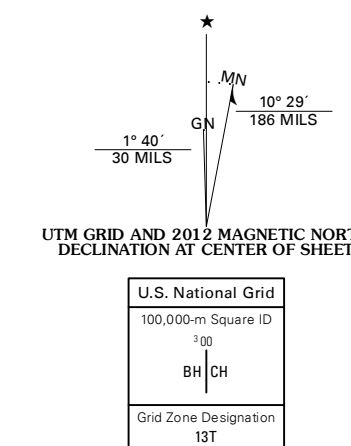 ★
MN
GN
10° 29´
186 MILS
1° 40´
30 MILS
UTM GRID AND 2012 MAGNETIC NORT
DECLINATION AT CENTER OF SHEET
U.S. National Grid
100,000-m Square ID
³00
BH CH
Grid Zone Designation
13T